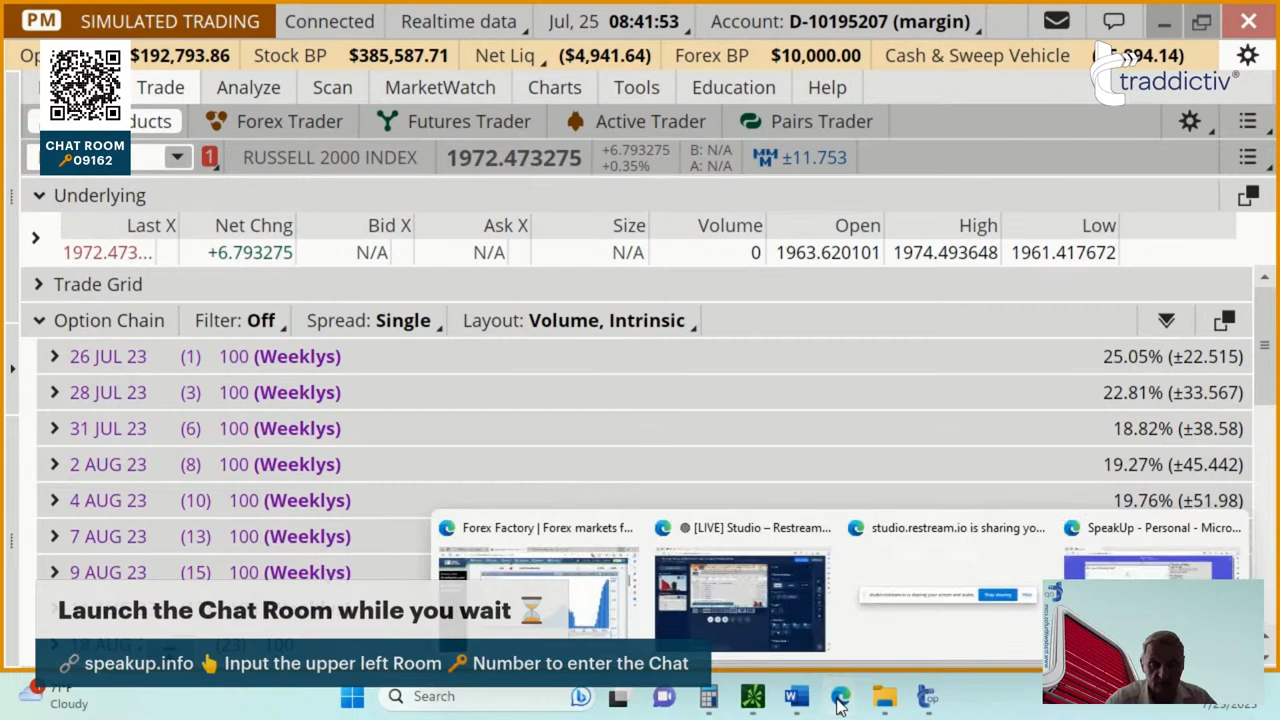 PM SIMULATED TRADING Connected Realtime data Jul, 25 08:41:53 Account: D-10195207 (margin)
$192,793.86 Stock BP $385,587.71 Net Liq ($4,941.64) Forex BP $10,000.00 Cash & Sweep Vehicle
traddictiv®
Trade Analyze Scan MarketWatch Charts Tools Education Help
Forex Trader Futures Trader Active Trader Pairs Trader
CHAT ROOM
09162
1 RUSSELL 2000 INDEX 1972.473275 +6.793275 +0.35% B: N/A A: N/A MMM ±11.753
Underlying
Last X Net Chng Bid X Ask X Size Volume Open High Low
1972.473... +6.793275 N/A N/A N/A 0 1963.620101 1974.493648 1961.417672
Trade Grid
Option Chain Filter: Off Spread: Single Layout: Volume, Intrinsic
26 JUL 23 (1) 100 (Weeklys) 25.05% (±22.515)
28 JUL 23 (3) 100 (Weeklys) 22.81% (±33.567)
31 JUL 23 (6) 100 (Weeklys) 18.82% (±38.58)
2 AUG 23 (8) 100 (Weeklys) 19.27% (±45.442)
4 AUG 23 (10) 100 (Weeklys) 19.76% (±51.98)
7 AUG 23 (13) 100 (Weeklys)
9 AUG 23 (15) 100 (Weeklys)
Forex Factory | Forex markets f... [LIVE] Studio – Restream... studio.restream.io is sharing yo... SpeakUp - Personal - Micro...
Launch the Chat Room while you wait
speakup.info Input the upper left Room Number to enter the Chat
Cloudy
Search